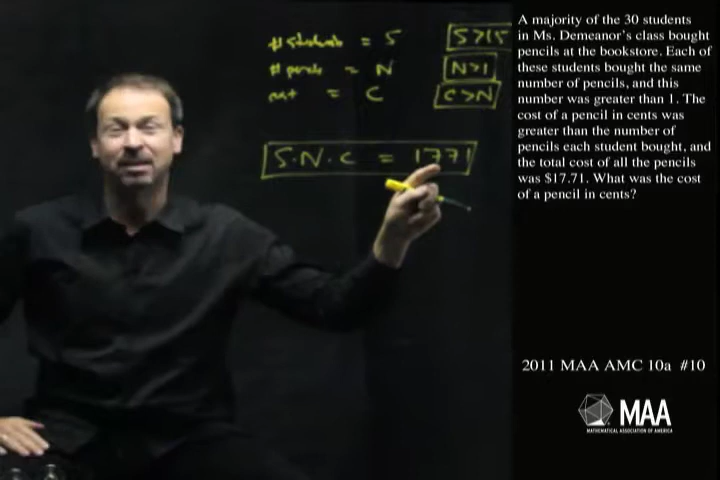 # students = S S>15
# pencils = N N>1
cost = C C>N
S·N·C = 1771
A majority of the 30 students
in Ms. Demeanor's class bought
pencils at the bookstore. Each of
these students bought the same
number of pencils, and this
number was greater than 1. The
cost of a pencil in cents was
greater than the number of
pencils each student bought, and
the total cost of all the pencils
was $17.71. What was the cost
of a pencil in cents?
2011 MAA AMC 10a #10
MAA
MATHEMATICAL ASSOCIATION OF AMERICA